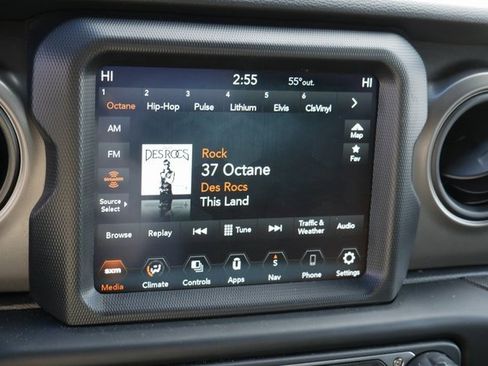 HI 2:55 55°out. HI
1 2 3 4 5 6
Octane Hip-Hop Pulse Lithium Elvis ClsVinyl
AM
Map
FM
Fav
DES ROCS
Rock
37 Octane
Des Rocs
This Land
Source
Select
Browse Replay Tune Traffic & Weather Audio
sxm S
Media Climate Controls Apps Nav Phone Settings